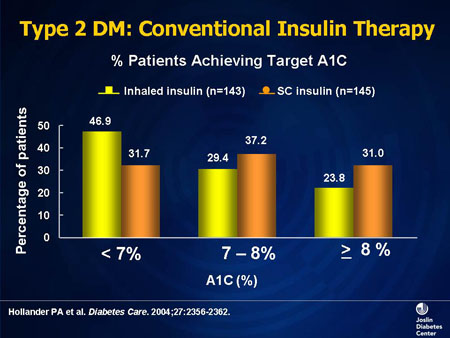 Type 2 DM: Conventional Insulin Therapy
% Patients Achieving Target A1C
Inhaled insulin (n=143) SC insulin (n=145)
Percentage of patients
50
40
30
20
10
0
46.9
31.7
29.4
37.2
23.8
31.0
< 7%
7 – 8%
≥ 8 %
A1C (%)
Hollander PA et al. Diabetes Care. 2004;27:2356-2362.
Joslin
Diabetes
Center